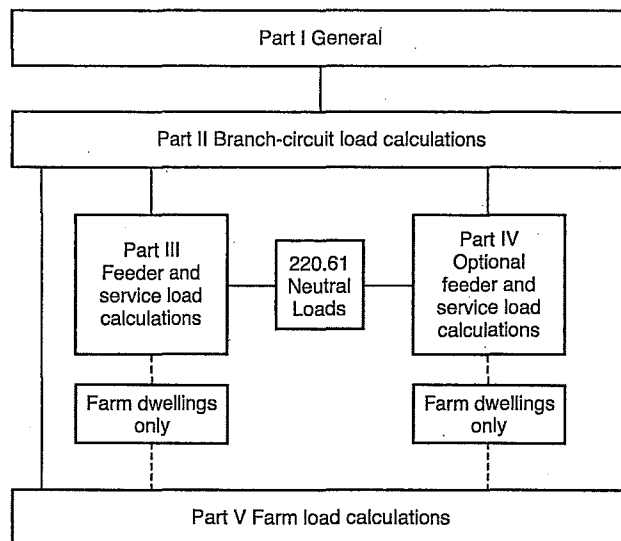 Part I General
Part II Branch-circuit load calculations
Part III
Feeder and
service load
calculations
220.61
Neutral
Loads
Part IV
Optional
feeder and
service load
calculations
Farm dwellings
only
Farm dwellings
only
Part V Farm load calculations